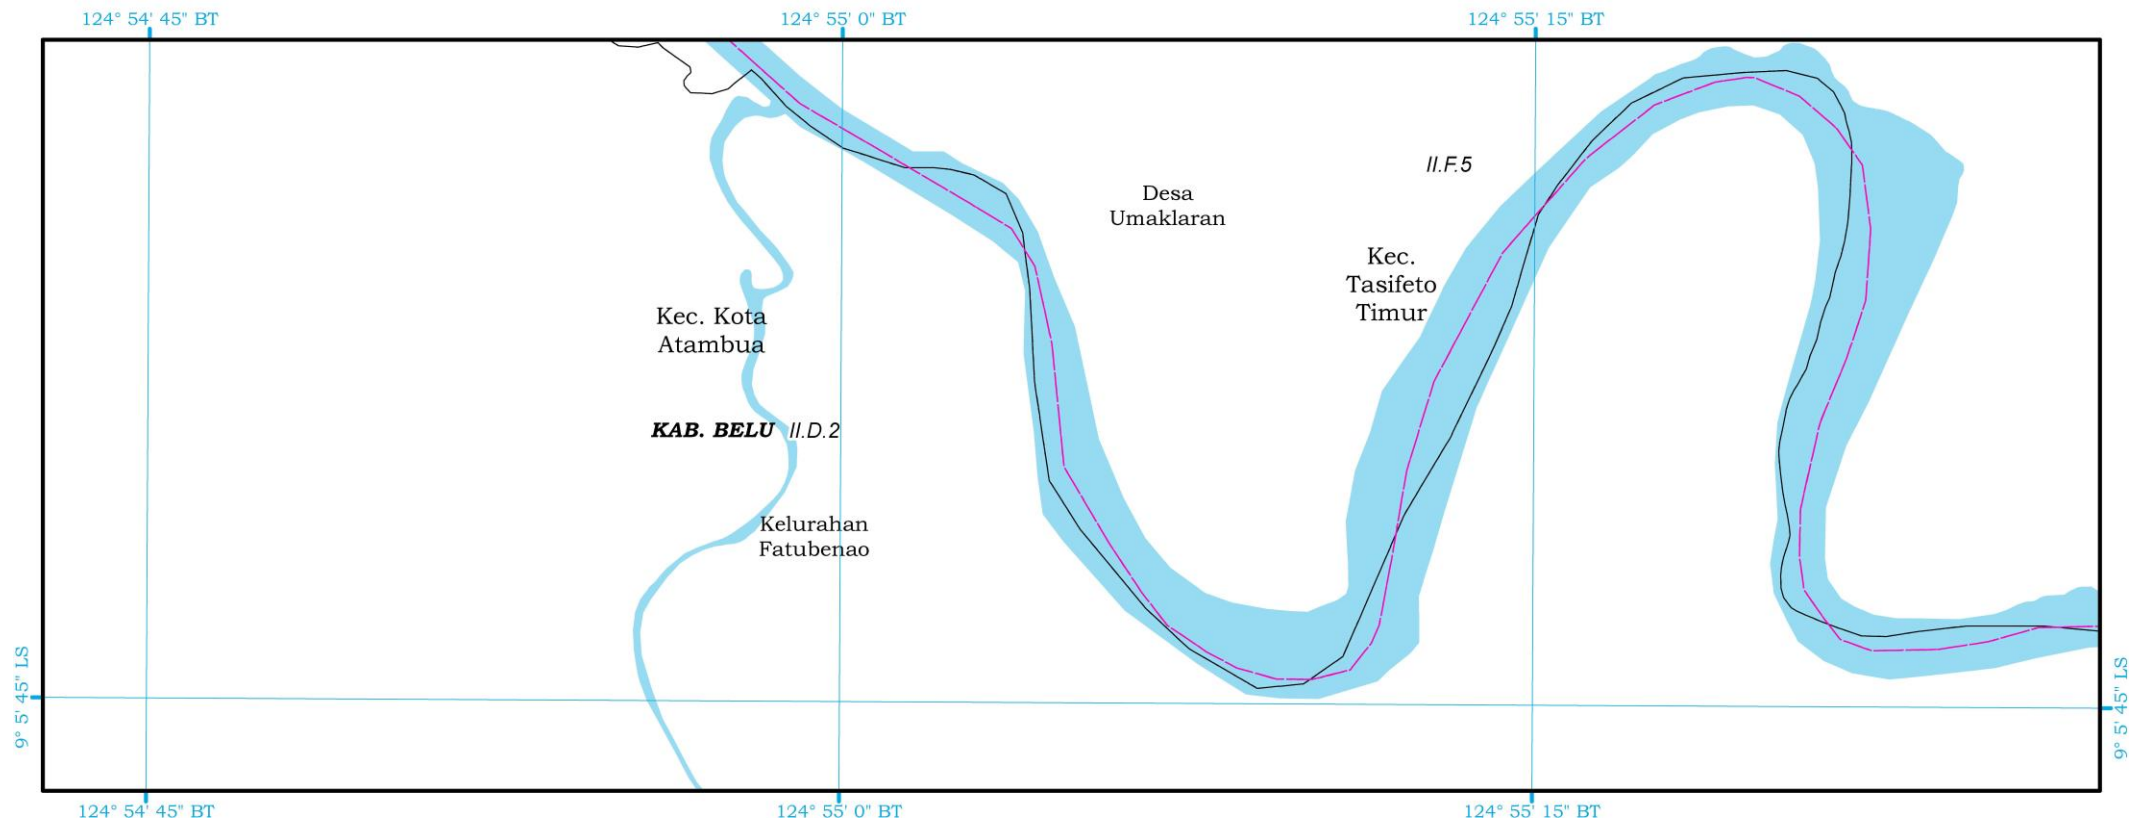 124° 54' 45" BT
124° 55' 0" BT
124° 55' 15" BT
II.F.5
Desa
Umaklaran
Kec.
Tasifeto
Timur
Kec. Kota
Atambua
KAB. BELU II.D.2
Kelurahan
Fatubenao
9° 5' 45" LS
9° 5' 45" LS
124° 54' 45" BT
124° 55' 0" BT
124° 55' 15" BT